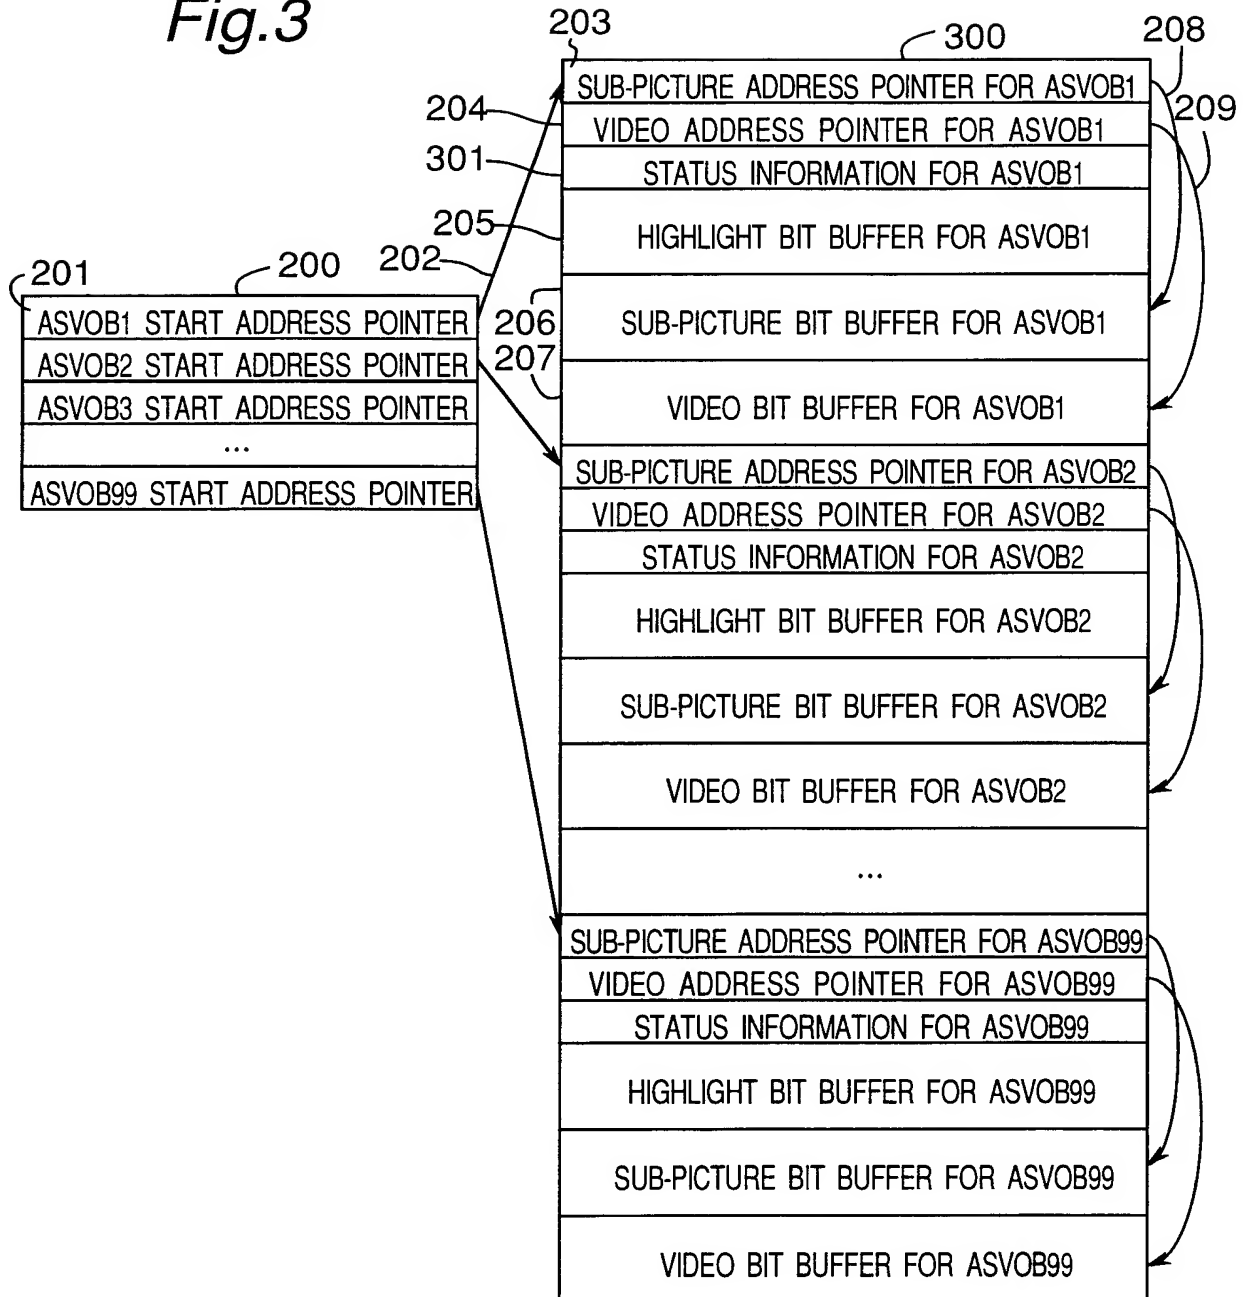 Fig.3
203
300
208
SUB-PICTURE ADDRESS POINTER FOR ASVOB1
209
204
VIDEO ADDRESS POINTER FOR ASVOB1
301
STATUS INFORMATION FOR ASVOB1
205
HIGHLIGHT BIT BUFFER FOR ASVOB1
202
201
200
ASVOB1 START ADDRESS POINTER
206
SUB-PICTURE BIT BUFFER FOR ASVOB1
207
ASVOB2 START ADDRESS POINTER
ASVOB3 START ADDRESS POINTER
VIDEO BIT BUFFER FOR ASVOB1
...
SUB-PICTURE ADDRESS POINTER FOR ASVOB2
ASVOB99 START ADDRESS POINTER
VIDEO ADDRESS POINTER FOR ASVOB2
STATUS INFORMATION FOR ASVOB2
HIGHLIGHT BIT BUFFER FOR ASVOB2
SUB-PICTURE BIT BUFFER FOR ASVOB2
VIDEO BIT BUFFER FOR ASVOB2
...
SUB-PICTURE ADDRESS POINTER FOR ASVOB99
VIDEO ADDRESS POINTER FOR ASVOB99
STATUS INFORMATION FOR ASVOB99
HIGHLIGHT BIT BUFFER FOR ASVOB99
SUB-PICTURE BIT BUFFER FOR ASVOB99
VIDEO BIT BUFFER FOR ASVOB99